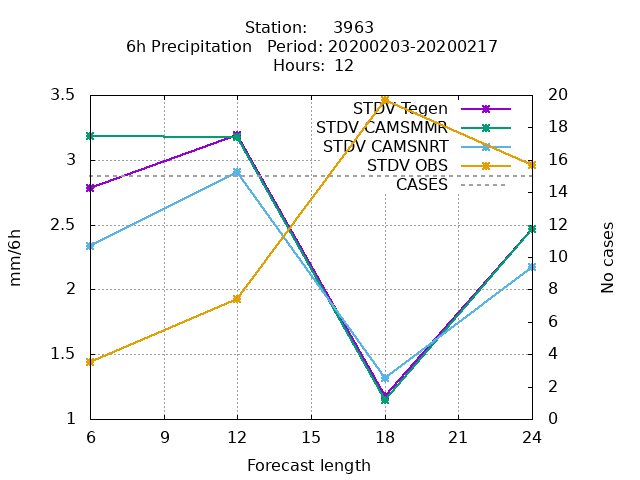 Station: 3963
6h Precipitation Period: 20200203-20200217
Hours: 12
3.5
3
2.5
2
1.5
1
mm/6h
STDV Tegen
STDV CAMSMMR
STDV CAMSNRT
STDV OBS
CASES
20
18
16
14
12
10
8
6
4
2
0
No cases
6 9 12 15 18 21 24
Forecast length